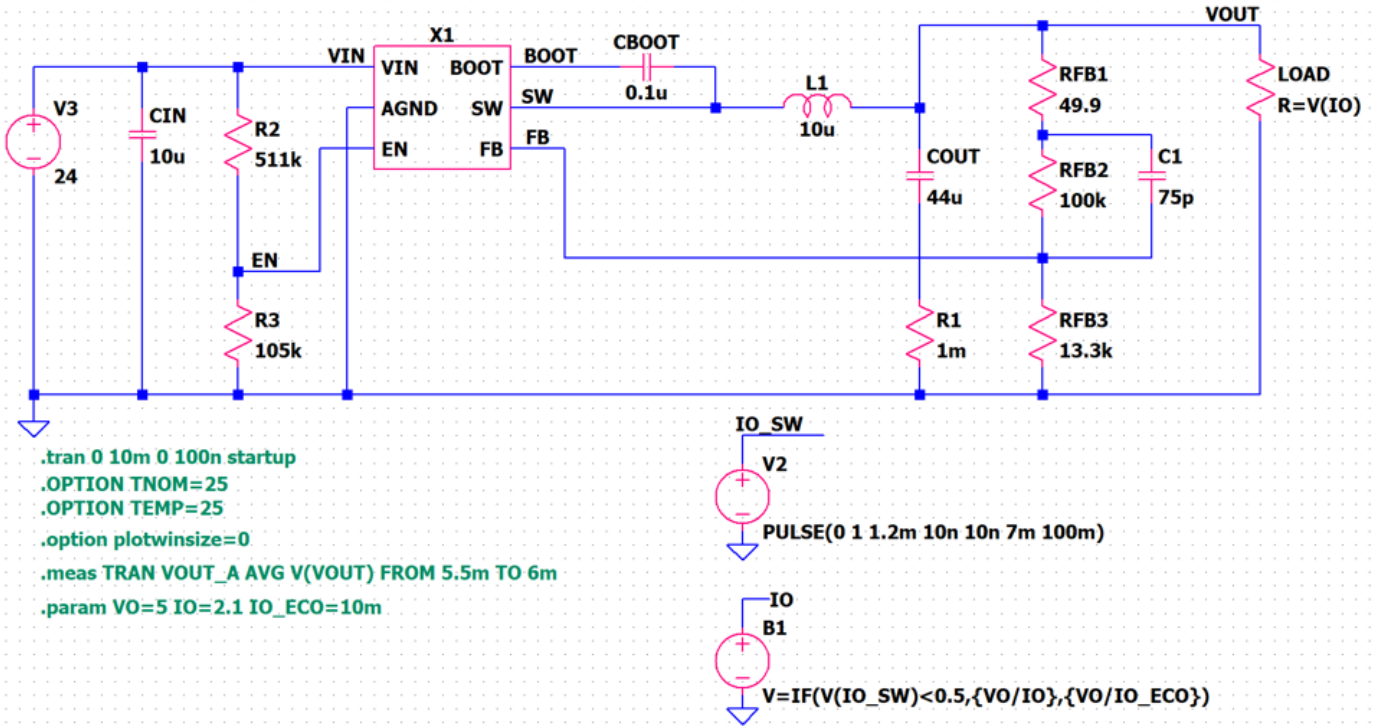 VOUT
X1
CBOOT
VIN
VIN
BOOT
BOOT
0.1u
RFB1
49.9
LOAD
R=V(IO)
V3
24
CIN
10u
R2
511k
AGND
SW
SW
L1
10u
EN
FB
FB
COUT
44u
RFB2
100k
C1
75p
EN
R3
105k
R1
1m
RFB3
13.3k
IO_SW
V2
PULSE(0 1 1.2m 10n 10n 7m 100m)
.tran 0 10m 0 100n startup
.OPTION TNOM=25
.OPTION TEMP=25
.option plotwinsize=0
.meas TRAN VOUT_A AVG V(VOUT) FROM 5.5m TO 6m
.param VO=5 IO=2.1 IO_ECO=10m
IO
B1
V=IF(V(IO_SW)<0.5,{VO/IO},{VO/IO_ECO})